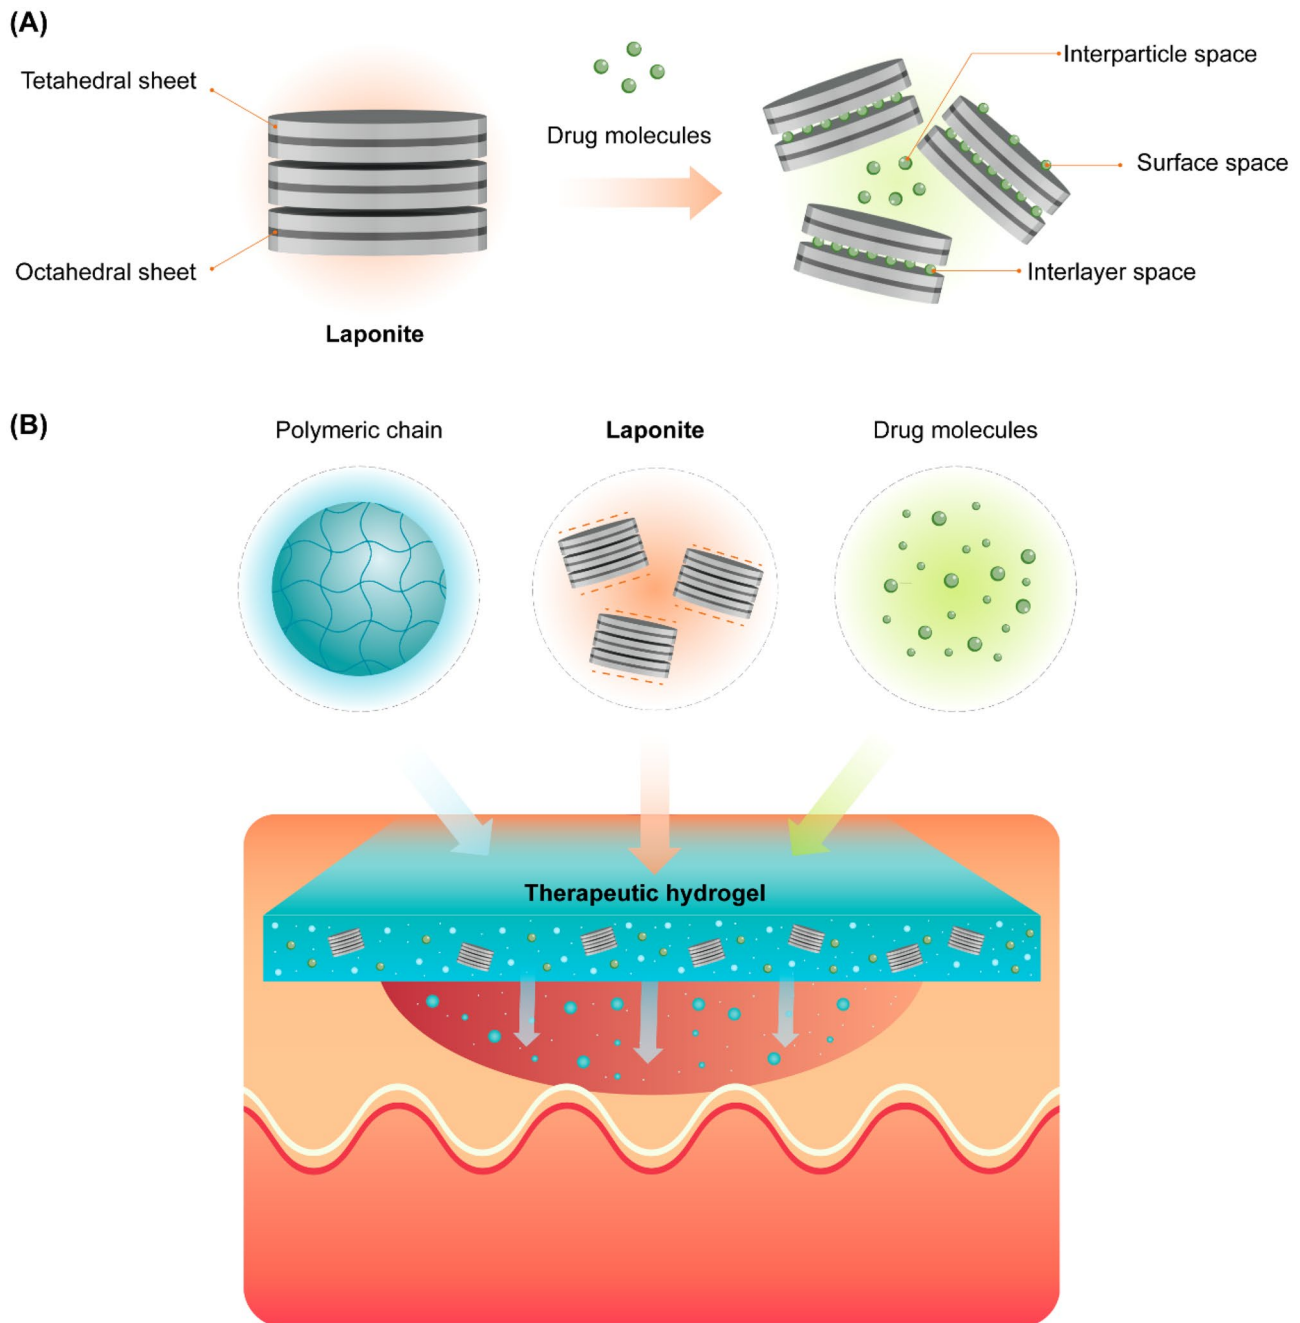 (A)
Tetahedral sheet
Octahedral sheet
Laponite
Drug molecules
Interparticle space
Surface space
Interlayer space
(B)
Polymeric chain
Laponite
Drug molecules
Therapeutic hydrogel